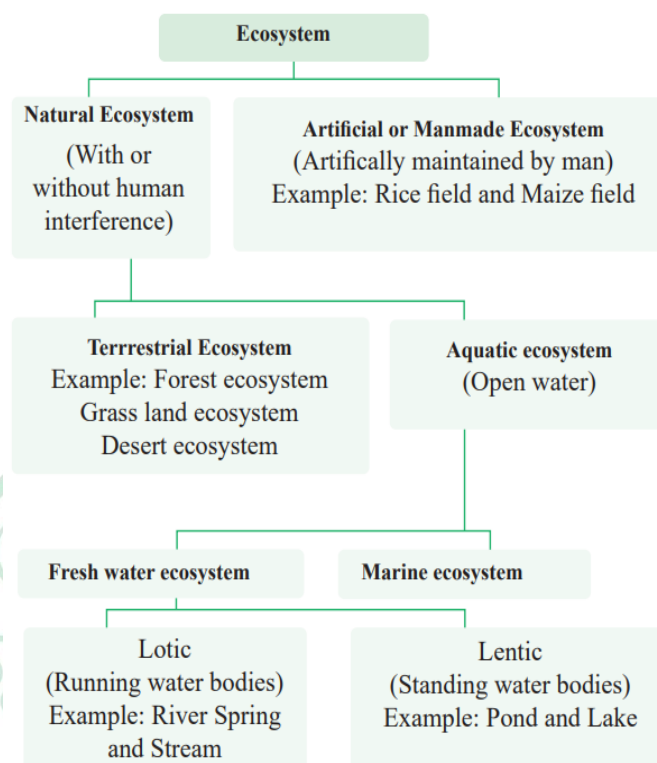 Ecosystem
Natural Ecosystem
(With or
without human
interference)
Artificial or Manmade Ecosystem
(Artifically maintained by man)
Example: Rice field and Maize field
Terrrestrial Ecosystem
Example: Forest ecosystem
Grass land ecosystem
Desert ecosystem
Aquatic ecosystem
(Open water)
Fresh water ecosystem
Marine ecosystem
Lotic
(Running water bodies)
Example: River Spring
and Stream
Lentic
(Standing water bodies)
Example: Pond and Lake